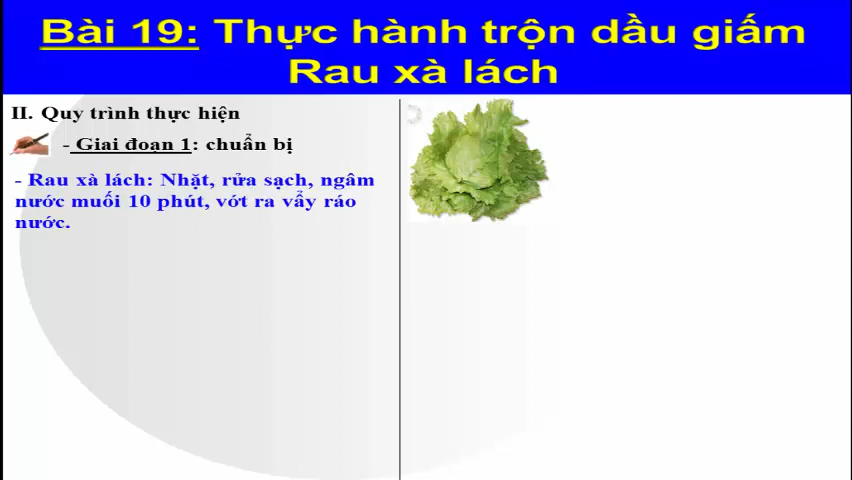 Bài 19: Thực hành trộn dầu giấm
Rau xà lách
II. Quy trình thực hiện
- Giai đoạn 1: chuẩn bị
- Rau xà lách: Nhặt, rửa sạch, ngâm
nước muối 10 phút, vớt ra vẩy ráo
nước.